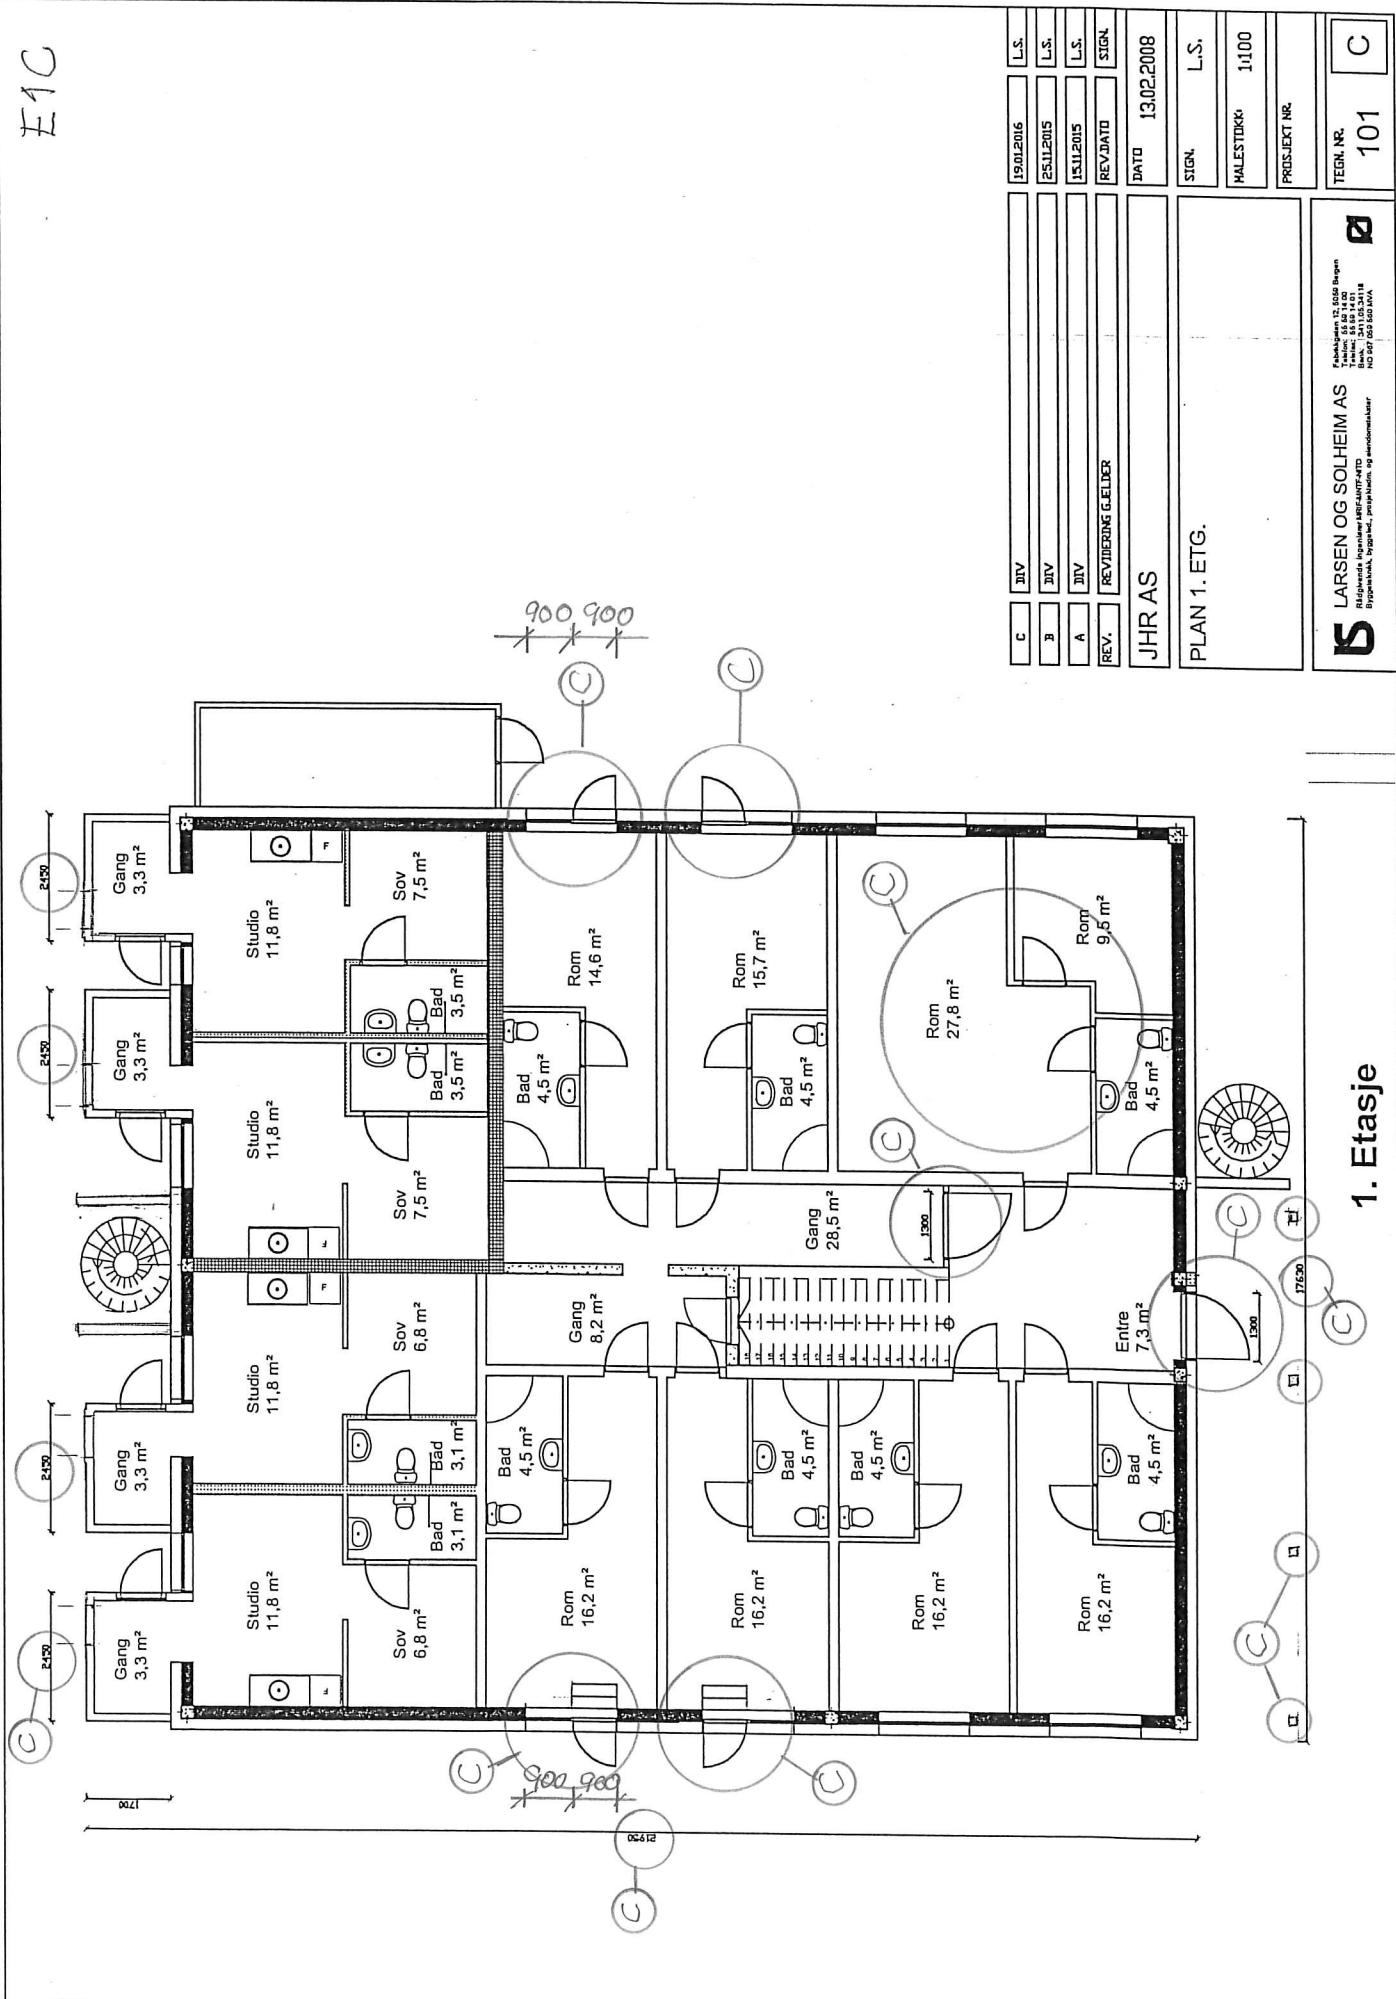 E1C
2450
2450
2450
2450
C
Gang
3,3 m²
Gang
3,3 m²
Gang
3,3 m²
Gang
3,3 m²
1700
Studio
11,8 m²
Studio
11,8 m²
Studio
11,8 m²
Studio
11,8 m²
F
F
F
F
Sov
6,8 m²
Sov
6,8 m²
Sov
7,5 m²
Sov
7,5 m²
Bad
3,1 m²
Bad
3,1 m²
Bad
3,5 m²
Bad
3,5 m²
900 900
C
C
900 900
C
C
21950
C
Bad
4,5 m²
Bad
4,5 m²
Rom
16,2 m²
Gang
8,2 m²
Rom
14,6 m²
Rom
16,2 m²
Bad
4,5 m²
Bad
4,5 m²
Rom
15,7 m²
Gang
28,5 m²
Rom
16,2 m²
Bad
4,5 m²
1300
C
C
Rom
27,8 m²
Rom
16,2 m²
Bad
4,5 m²
Entre
7,3 m²
Bad
4,5 m²
Rom
9,5 m²
1300
C
C
17630
C
1. Etasje
C DIV 19.01.2016 L.S.
B DIV 25.11.2015 L.S.
A DIV 15.11.2015 L.S.
REV. REVIDERING GJELDER REV.DATO SIGN.
JHR AS
DATO 13.02.2008
PLAN 1. ETG.
SIGN. L.S.
MALESTOKK: 1:100
PROSJEKT NR.
LARSEN OG SOLHEIM AS
Rådgivende ingeniører MRIF-MNTF-NITO
Fabrikkgaten 12, 5059 Bergen
TEGN. NR.
101 C